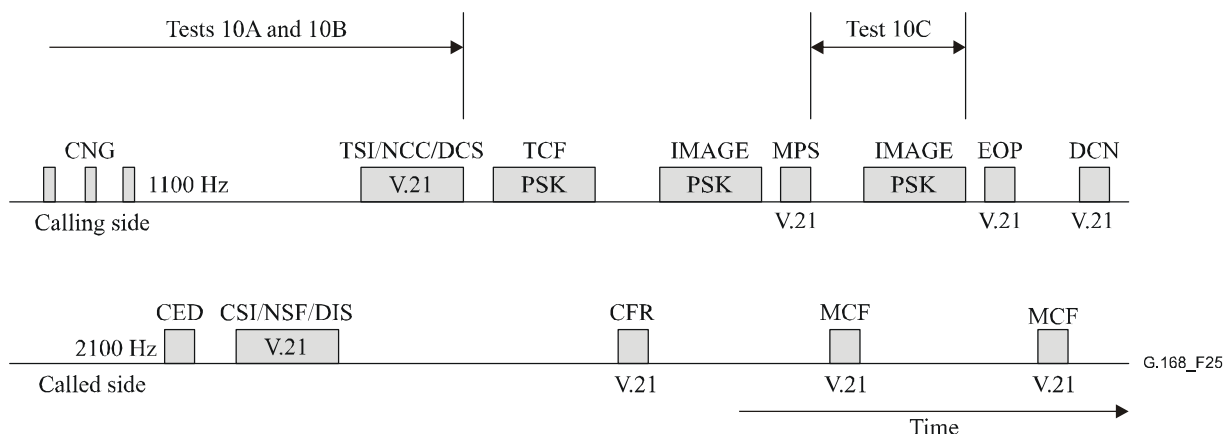 Tests 10A and 10B
Test 10C
CNG
TSI/NCC/DCS
TCF
IMAGE
MPS
IMAGE
EOP
DCN
1100 Hz
V.21
PSK
PSK
PSK
Calling side
V.21
V.21
V.21
CED
CSI/NSF/DIS
CFR
MCF
MCF
2100 Hz
V.21
G.168_F25
Called side
V.21
V.21
V.21
Time